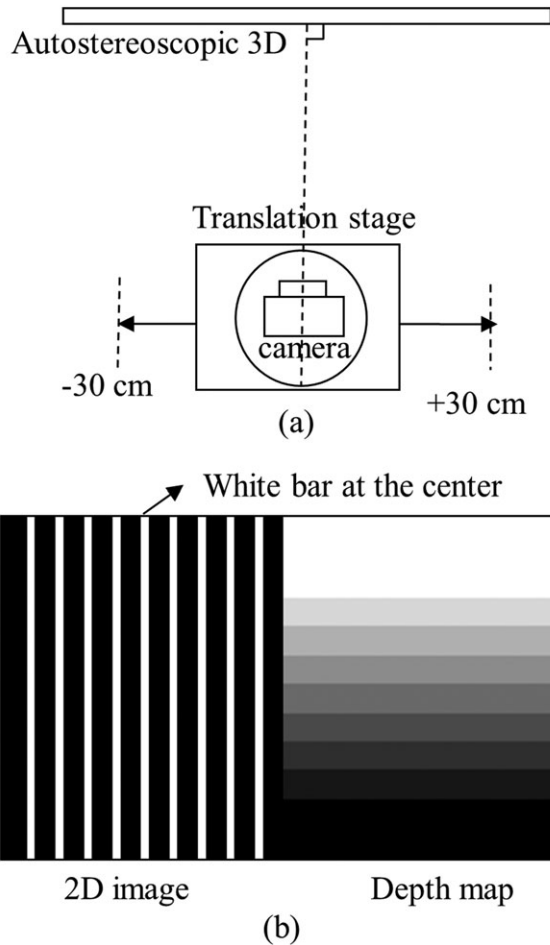 Autostereoscopic 3D
Translation stage
camera
-30 cm
+30 cm
(a)
White bar at the center
2D image
Depth map
(b)